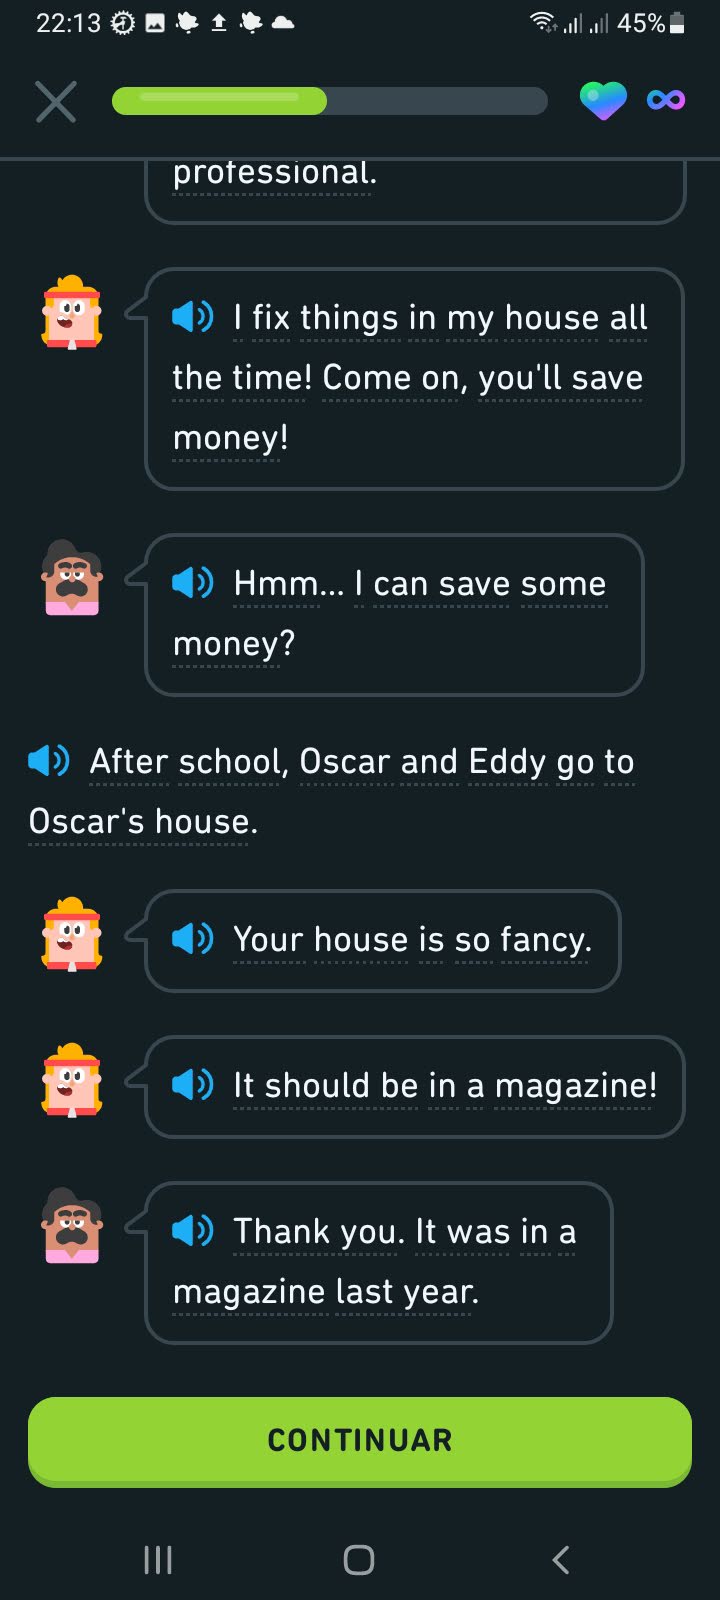 22:13
45%
professional.
I fix things in my house all
the time! Come on, you'll save
money!
Hmm... I can save some
money?
After school, Oscar and Eddy go to
Oscar's house.
Your house is so fancy.
It should be in a magazine!
Thank you. It was in a
magazine last year.
CONTINUAR